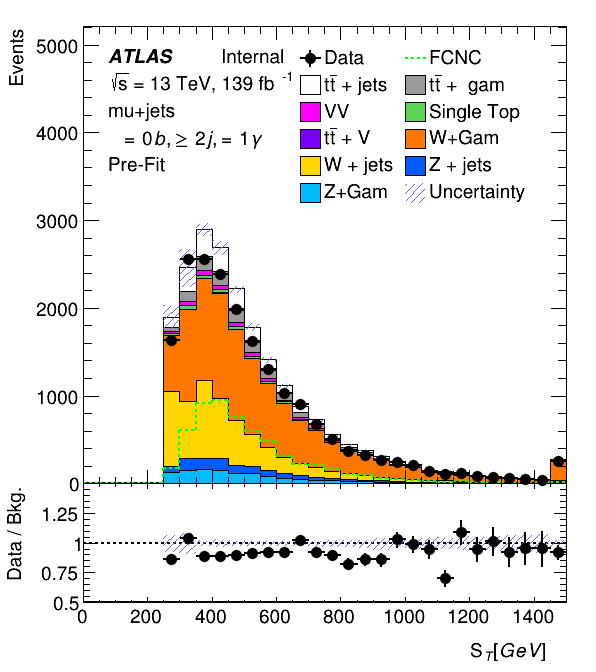 Events
5000
4000
3000
2000
1000
0
ATLAS Internal
√s = 13 TeV, 139 fb⁻¹
mu+jets
= 0b, ≥ 2j, = 1γ
Pre-Fit
Data
FCNC
tt̄ + jets
tt̄ + gam
VV
Single Top
tt̄ + V
W+Gam
W + jets
Z + jets
Z+Gam
Uncertainty
Data / Bkg.
1.25
1
0.75
0.5
0 200 400 600 800 1000 1200 1400
S_T[GeV]